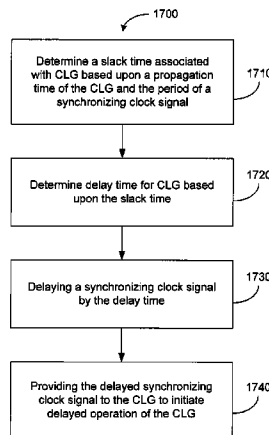 1700
Determine a slack time associated
with CLG based upon a propagation
time of the CLG and the period of a
synchronizing clock signal
1710
Determine delay time for CLG based
upon the slack time
1720
Delaying a synchronizing clock signal
by the delay time
1730
Providing the delayed synchronizing
clock signal to the CLG to initiate
delayed operation of the CLG
1740